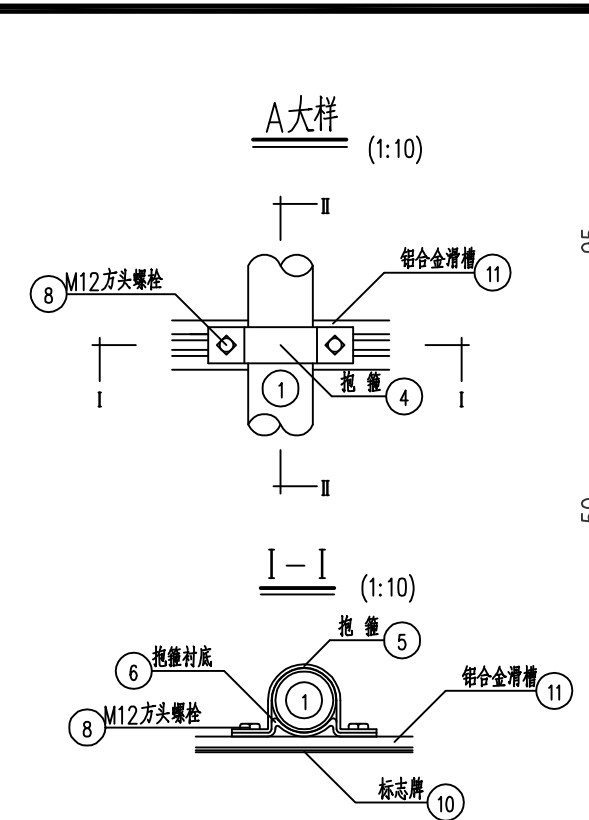 A大样
(1:10)
II
铝合金滑槽 11
8 M12方头螺栓
I
I
抱 箍 4
1
II
I-I
(1:10)
抱 箍 5
6 抱箍衬底
铝合金滑槽 11
1
8 M12方头螺栓
标志牌 10